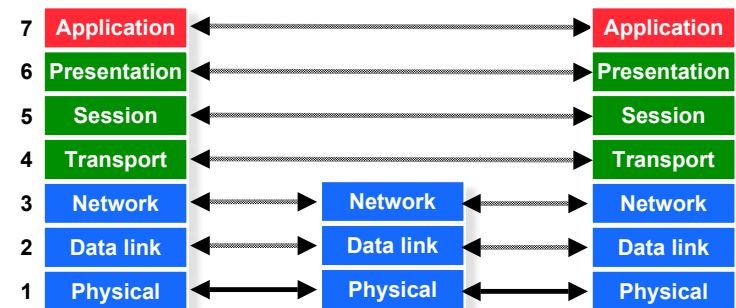 7 Application Application
6 Presentation Presentation
5 Session Session
4 Transport Transport
3 Network Network Network
2 Data link Data link Data link
1 Physical Physical Physical